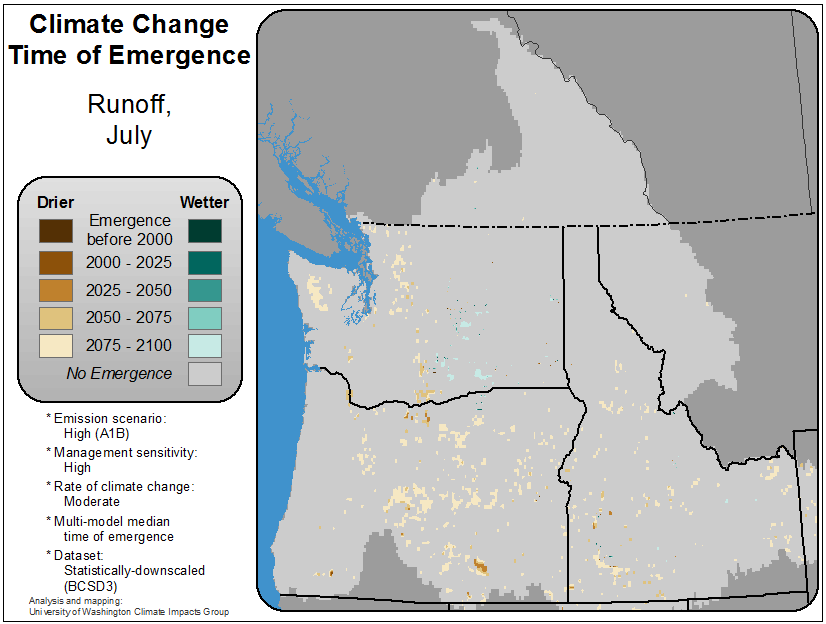 Climate Change
Time of Emergence
Runoff,
July
Drier Wetter
Emergence
before 2000
2000 - 2025
2025 - 2050
2050 - 2075
2075 - 2100
No Emergence
* Emission scenario:
High (A1B)
* Management sensitivity:
High
* Rate of climate change:
Moderate
* Multi-model median
time of emergence
* Dataset:
Statistically-downscaled
(BCSD3)
Analysis and mapping:
University of Washington Climate Impacts Group